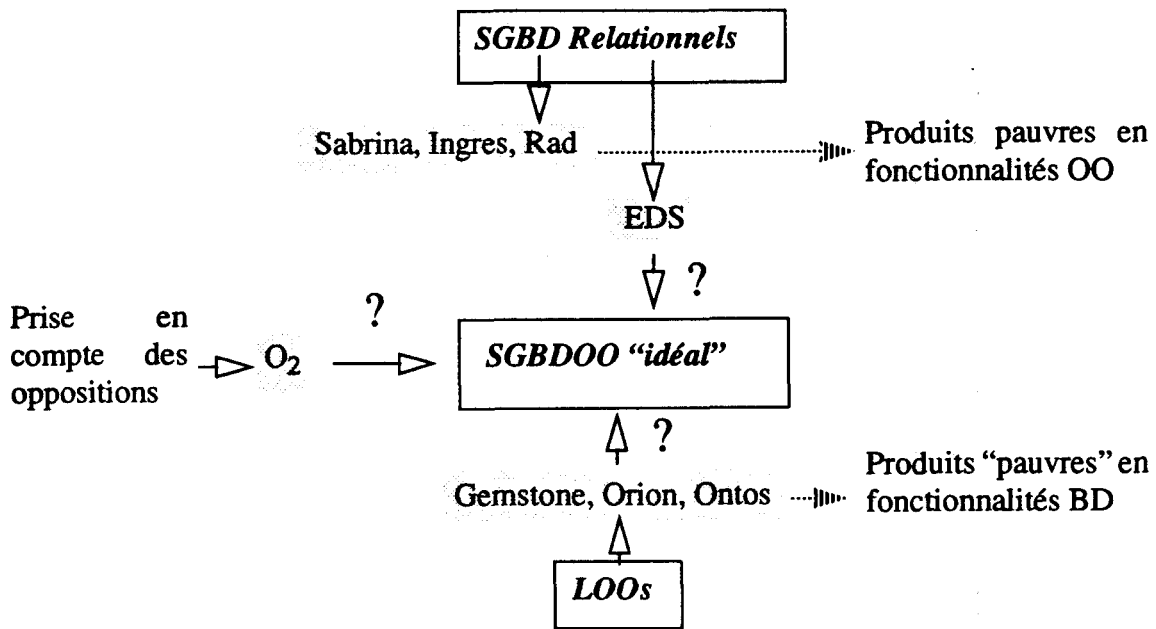 SGBD Relationnels
Sabrina, Ingres, Rad
Produits pauvres en
fonctionnalités OO
EDS
?
?
Prise en
compte des
oppositions
O₂
SGBDOO “idéal”
?
Gemstone, Orion, Ontos
Produits “pauvres” en
fonctionnalités BD
LOOs